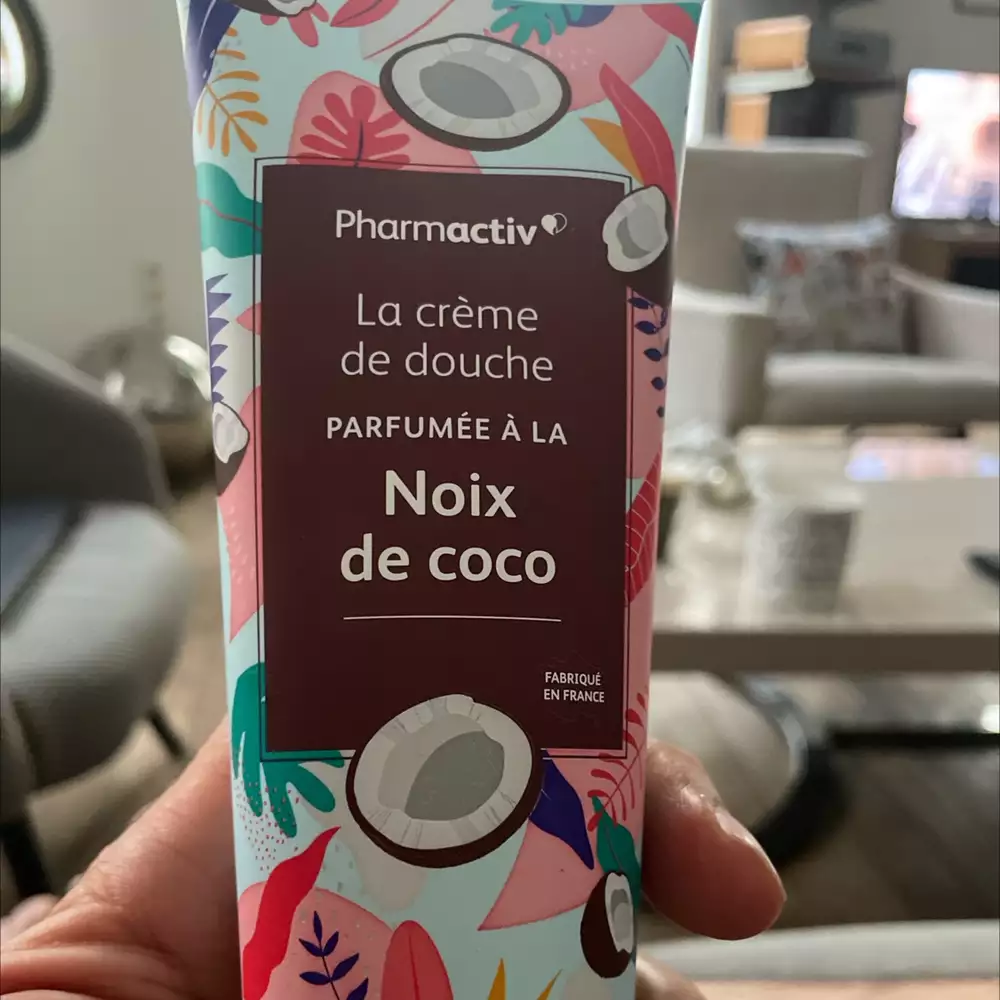 Pharmactiv
La crème
de douche
PARFUMÉE À LA
Noix
de coco
FABRIQUÉ
EN FRANCE